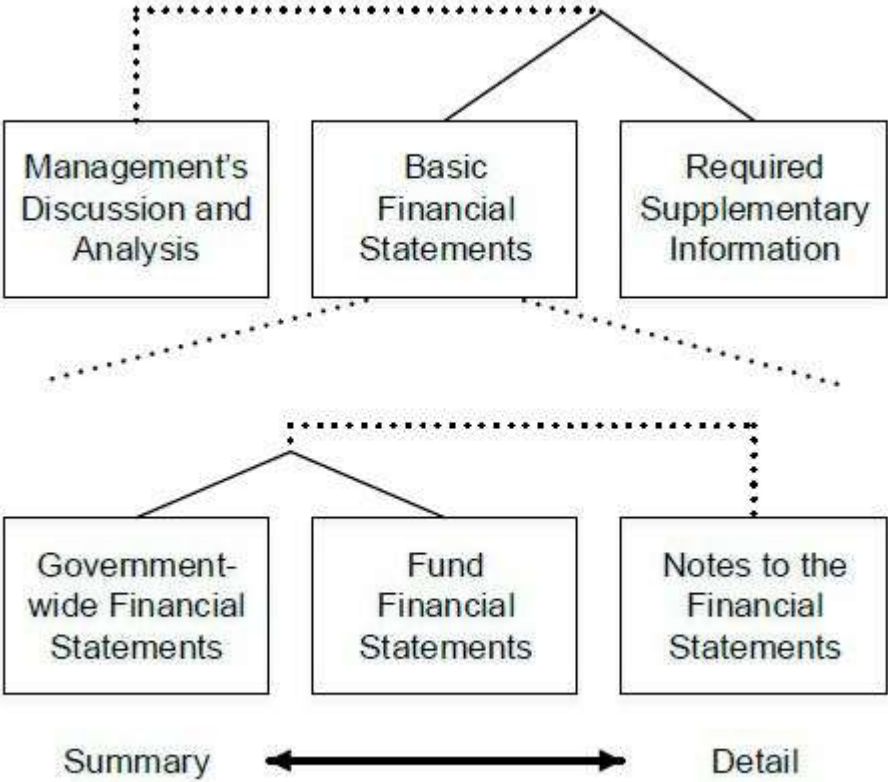 Management's
Discussion and
Analysis
Basic
Financial
Statements
Required
Supplementary
Information
Government-
wide Financial
Statements
Fund
Financial
Statements
Notes to the
Financial
Statements
Summary
Detail